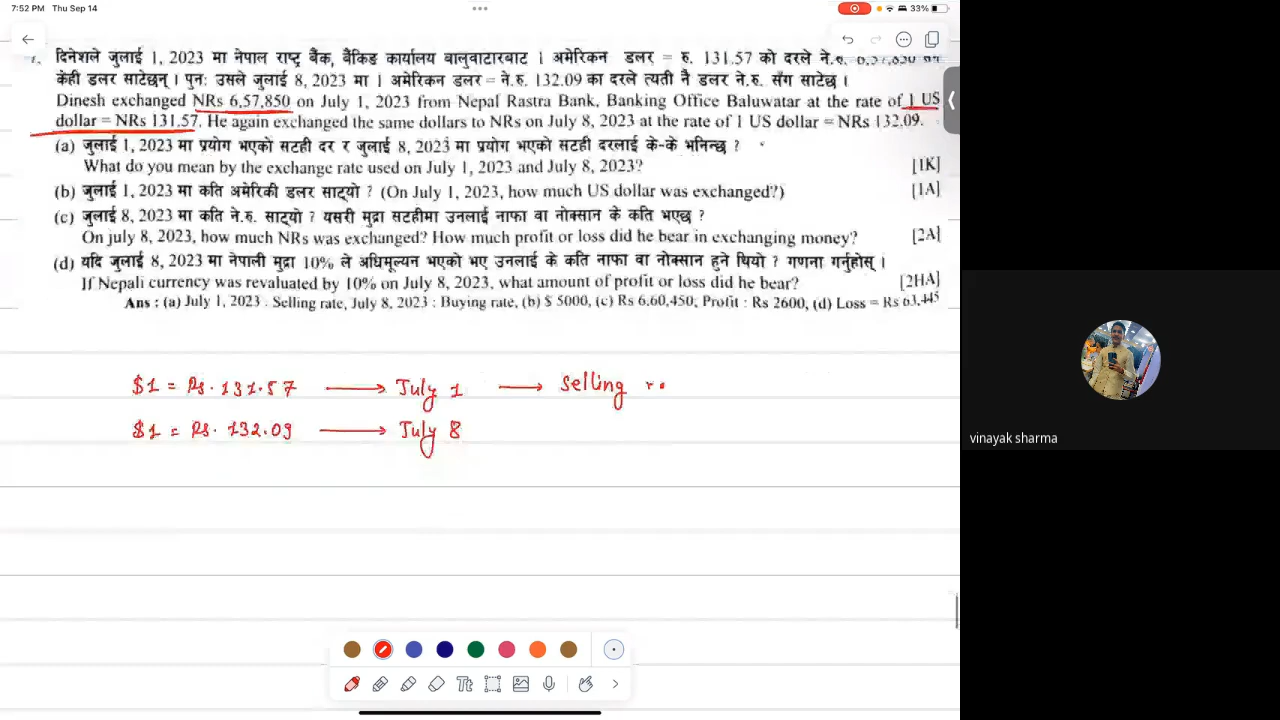 7:52 PM Thu Sep 14
33%
दिनेशले जुलाई 1, 2023 मा नेपाल राष्ट्र बैंक, बैंकिङ कार्यालय बालुवाटारबाट 1 अमेरिकन डलर = रु. 131.57 को दरले ने.रु. 6,57,850
केही डलर साटेछन् । पुनः उसले जुलाई 8, 2023 मा 1 अमेरिकन डलर = ने.रु. 132.09 का दरले त्यती नै डलर ने.रु. सँग साटेछ ।
Dinesh exchanged NRs 6,57,850 on July 1, 2023 from Nepal Rastra Bank, Banking Office Baluwatar at the rate of 1 US
dollar = NRs 131.57. He again exchanged the same dollars to NRs on July 8, 2023 at the rate of 1 US dollar = NRs 132.09.
(a) जुलाई 1, 2023 मा प्रयोग भएको सटही दर र जुलाई 8, 2023 मा प्रयोग भएको सटही दरलाई के-के भनिन्छ ?
What do you mean by the exchange rate used on July 1, 2023 and July 8, 2023? [1K]
(b) जुलाई 1, 2023 मा कति अमेरिकी डलर साट्यो ? (On July 1, 2023, how much US dollar was exchanged?) [1A]
(c) जुलाई 8, 2023 मा कति ने.रु. साट्यो ? यसरी मुद्रा सटहीमा उनलाई नाफा वा नोक्सान के कति भएछ ?
On july 8, 2023, how much NRs was exchanged? How much profit or loss did he bear in exchanging money? [2A]
(d) यदि जुलाई 8, 2023 मा नेपाली मुद्रा 10% ले अधिमूल्यन भएको भए उनलाई के कति नाफा वा नोक्सान हुने थियो ? गणना गर्नुहोस् ।
If Nepali currency was revaluated by 10% on July 8, 2023, what amount of profit or loss did he bear? [2HA]
Ans : (a) July 1, 2023 : Selling rate, July 8, 2023 : Buying rate, (b) $ 5000, (c) Rs 6,60,450; Profit : Rs 2600, (d) Loss = Rs 63,445
$1 = Rs. 131.57 → July 1 → Selling
$1 = Rs. 132.09 → July 8
Tt
vinayak sharma